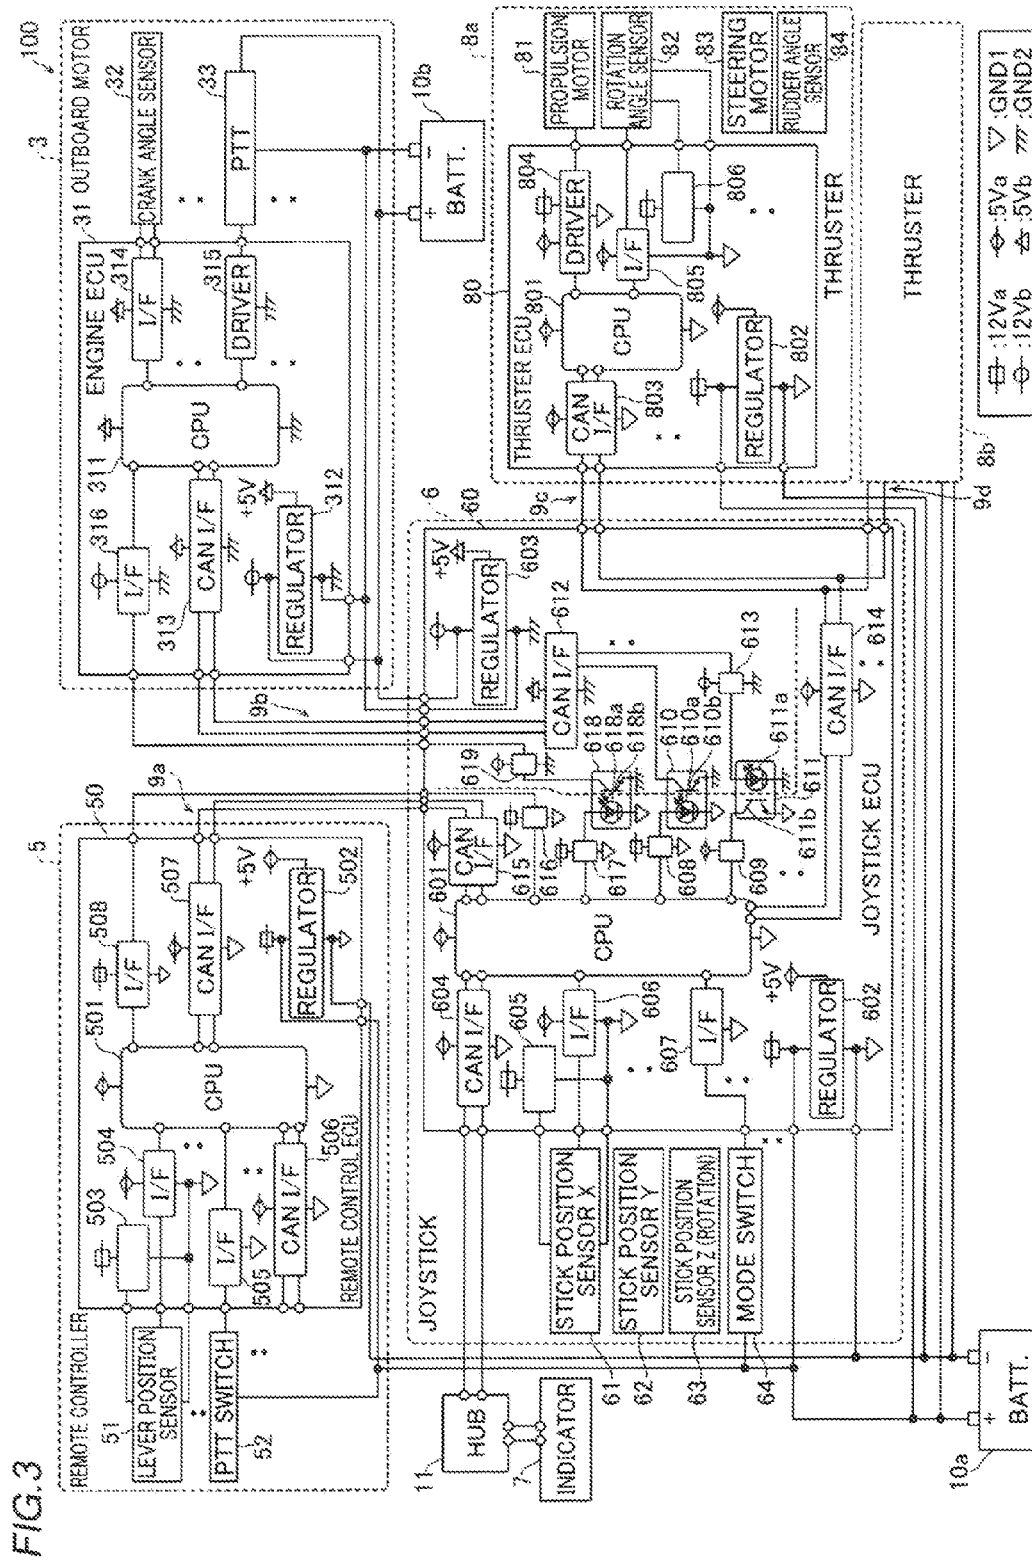 FIG.3
100
REMOTE CONTROLLER
5
50
51
LEVER POSITION
SENSOR
PTT SWITCH
52
503
504
I/F
I/F
505
CAN I/F
506
REMOTE CONTROL ECU
501
CPU
508
I/F
507
CAN I/F
+5V
REGULATOR
502
9a
3
OUTBOARD MOTOR
31
ENGINE ECU
316
I/F
311
CPU
313
CAN I/F
+5V
REGULATOR
312
314
I/F
DRIVER
315
CRANK ANGLE SENSOR
32
PTT
33
9b
BATT.
10b
+
−
11
HUB
7
INDICATOR
JOYSTICK
6
60
STICK POSITION
SENSOR X
61
STICK POSITION
SENSOR Y
62
STICK POSITION
SENSOR Z (ROTATION)
63
MODE SWITCH
64
604
CAN I/F
605
I/F
606
I/F
607
+5V
REGULATOR
602
601
CPU
CAN
I/F
615
616
617
608
609
619
618
618a
618b
610
610a
610b
611a
611
611b
CAN I/F
612
613
+5V
REGULATOR
603
CAN I/F
614
JOYSTICK ECU
9c
9d
8a
80
THRUSTER ECU
CAN
I/F
803
801
CPU
REGULATOR
802
804
DRIVER
I/F
805
806
PROPULSION
MOTOR
81
ROTATION
ANGLE SENSOR
82
STEERING
MOTOR
83
RUDDER ANGLE
SENSOR
84
THRUSTER
THRUSTER
8b
BATT.
10a
+
−
:12Va
:12Vb
:5Va
:5Vb
:GND1
:GND2